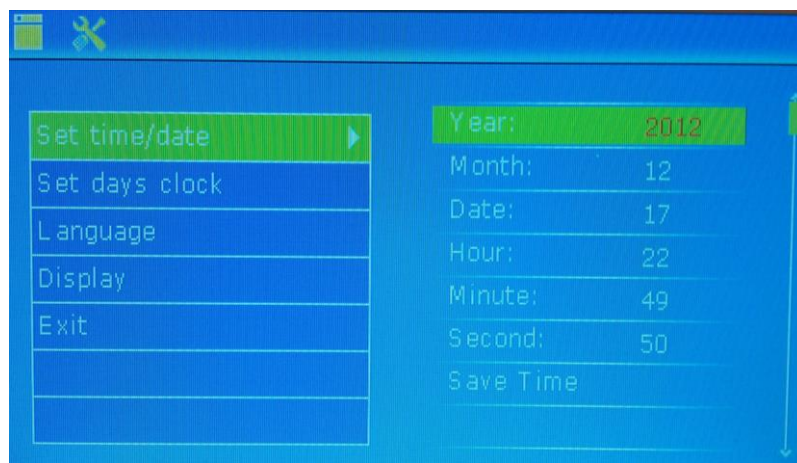 Set time/date
Set days clock
Language
Display
Exit
Year: 2012
Month: 12
Date: 17
Hour: 22
Minute: 49
Second: 50
Save Time